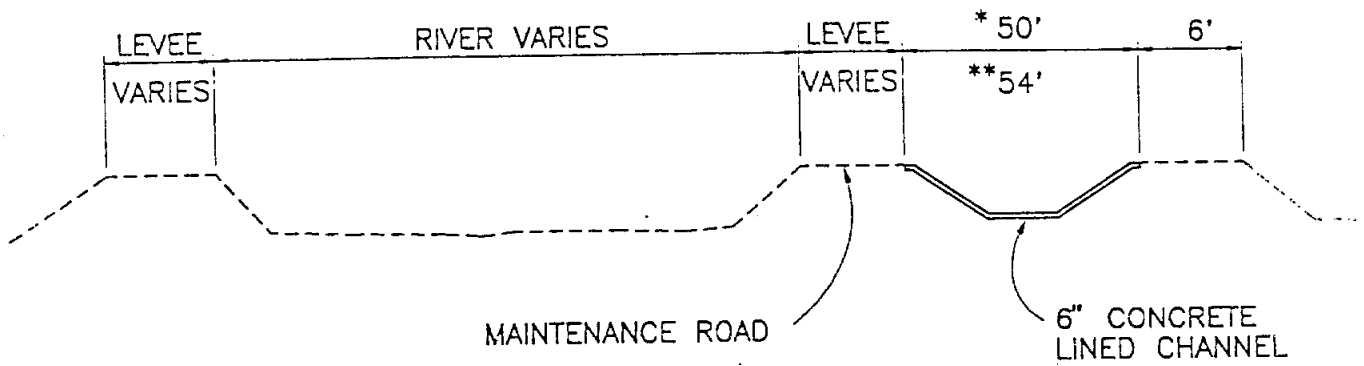 LEVEE
VARIES
RIVER VARIES
LEVEE
VARIES
*50'
**54'
6'
MAINTENANCE ROAD
6" CONCRETE
LINED CHANNEL